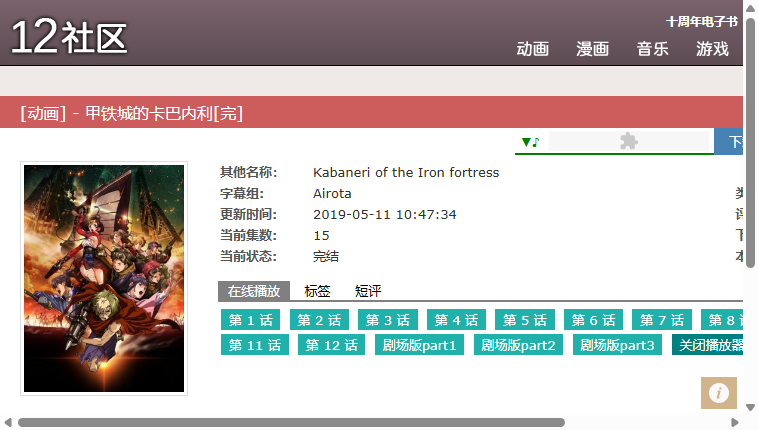 十周年电子书
12社区
动画 漫画 音乐 游戏
[动画] - 甲铁城的卡巴内利[完]
▼♪ 下
其他名称: Kabaneri of the Iron fortress
字幕组: Airota
更新时间: 2019-05-11 10:47:34
当前集数: 15
当前状态: 完结
在线播放 标签 短评
第 1 话 第 2 话 第 3 话 第 4 话 第 5 话 第 6 话 第 7 话 第 8
第 11 话 第 12 话 剧场版part1 剧场版part2 剧场版part3 关闭播放器